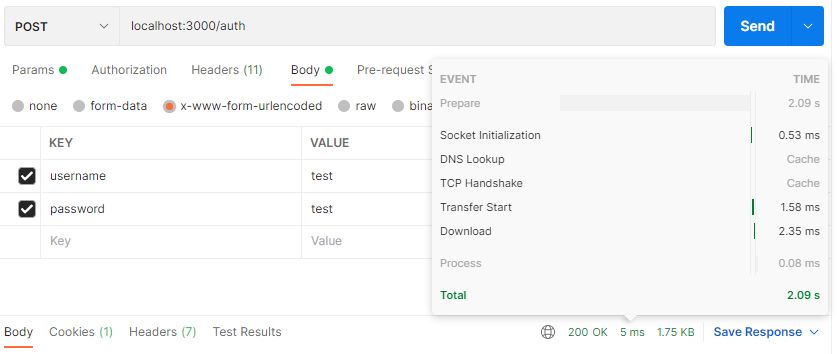 POST localhost:3000/auth Send
Params Authorization Headers (11) Body Pre-request S
EVENT TIME
Prepare 2.09 s
none form-data x-www-form-urlencoded raw bina
Socket Initialization 0.53 ms
KEY VALUE
DNS Lookup Cache
username test
TCP Handshake Cache
Transfer Start 1.58 ms
password test
Download 2.35 ms
Key Value
Process 0.08 ms
Total 2.09 s
Body Cookies (1) Headers (7) Test Results 200 OK 5 ms 1.75 KB Save Response